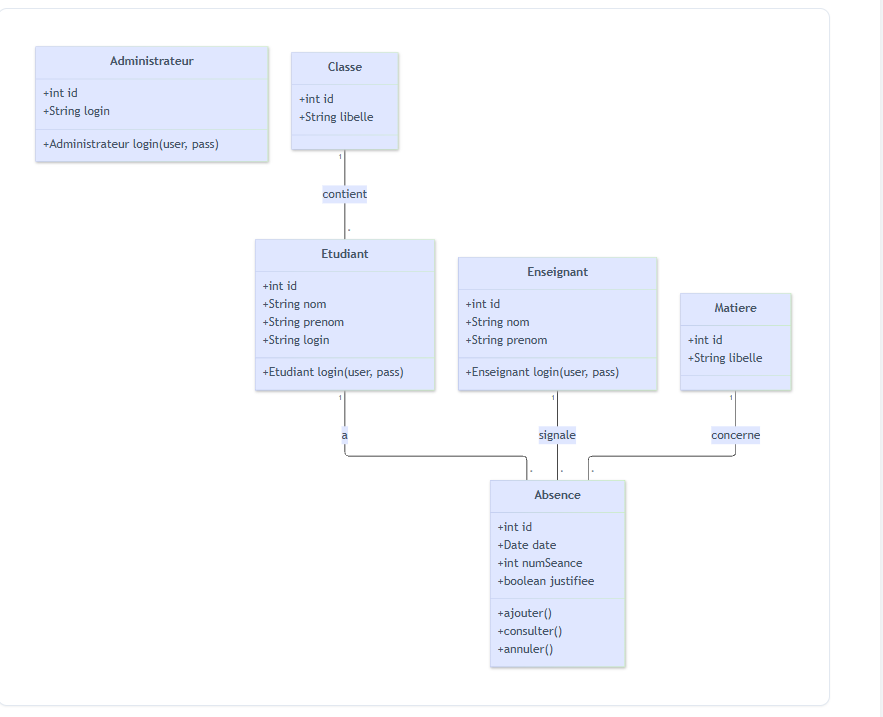 Administrateur
+int id
+String login
+Administrateur login(user, pass)
Classe
+int id
+String libelle
1
contient
*
Etudiant
+int id
+String nom
+String prenom
+String login
+Etudiant login(user, pass)
Enseignant
+int id
+String nom
+String prenom
+Enseignant login(user, pass)
Matiere
+int id
+String libelle
1
1
1
a
signale
concerne
*
*
*
Absence
+int id
+Date date
+int numSeance
+boolean justifiee
+ajouter()
+consulter()
+annuler()